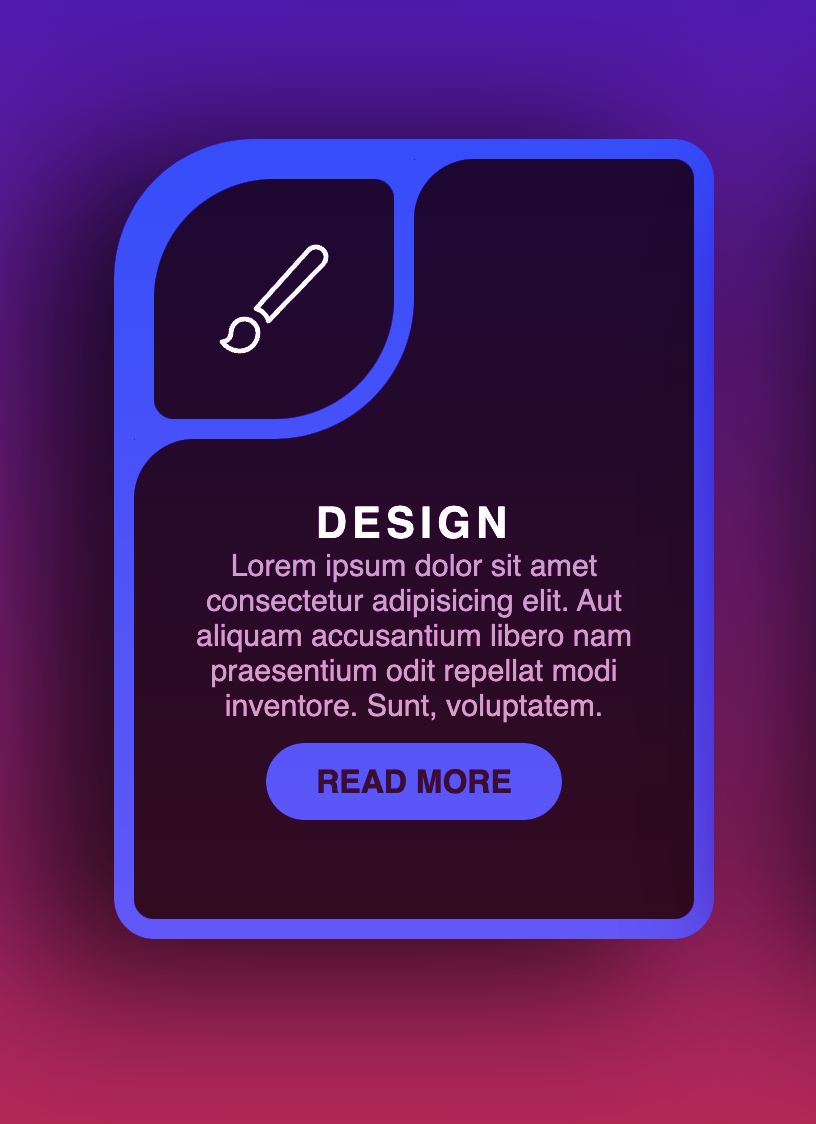 DESIGN
Lorem ipsum dolor sit amet
consectetur adipisicing elit. Aut
aliquam accusantium libero nam
praesentium odit repellat modi
inventore. Sunt, voluptatem.
READ MORE